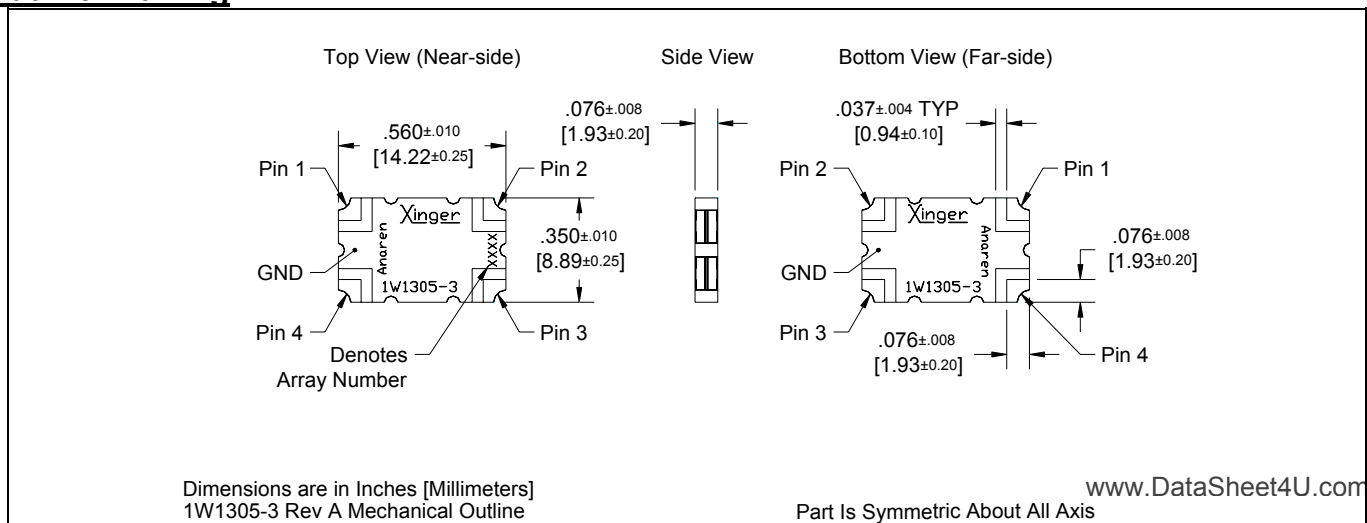 Top View (Near-side)
Side View
Bottom View (Far-side)
.560±.010
[14.22±0.25]
.076±.008
[1.93±0.20]
.037±.004 TYP
[0.94±0.10]
Pin 1
Pin 2
Pin 2
Pin 1
Xinger
Anaren
XXX
1W1305-3
.350±.010
[8.89±0.25]
Xinger
Anaren
1W1305-3
.076±.008
[1.93±0.20]
GND
GND
Pin 4
Pin 3
Denotes
Array Number
Pin 3
.076±.008
[1.93±0.20]
Pin 4
Dimensions are in Inches [Millimeters]
1W1305-3 Rev A Mechanical Outline
Part Is Symmetric About All Axis
www.DataSheet4U.com